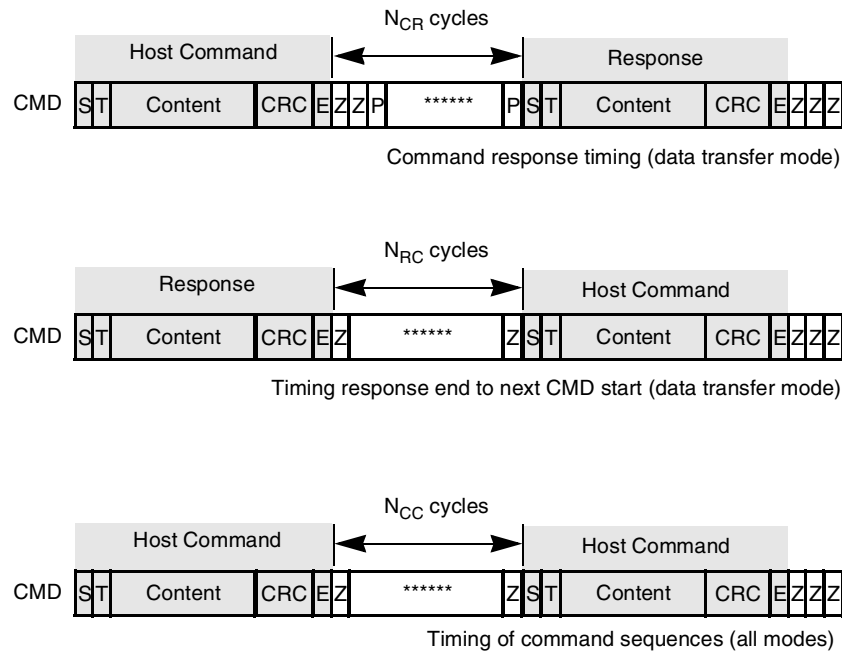 N_CR cycles
Host Command Response
CMD S T Content CRC E Z Z P ****** P S T Content CRC E Z Z Z
Command response timing (data transfer mode)
N_RC cycles
Response Host Command
CMD S T Content CRC E Z ****** Z S T Content CRC E Z Z Z
Timing response end to next CMD start (data transfer mode)
N_CC cycles
Host Command Host Command
CMD S T Content CRC E Z ****** Z S T Content CRC E Z Z Z
Timing of command sequences (all modes)